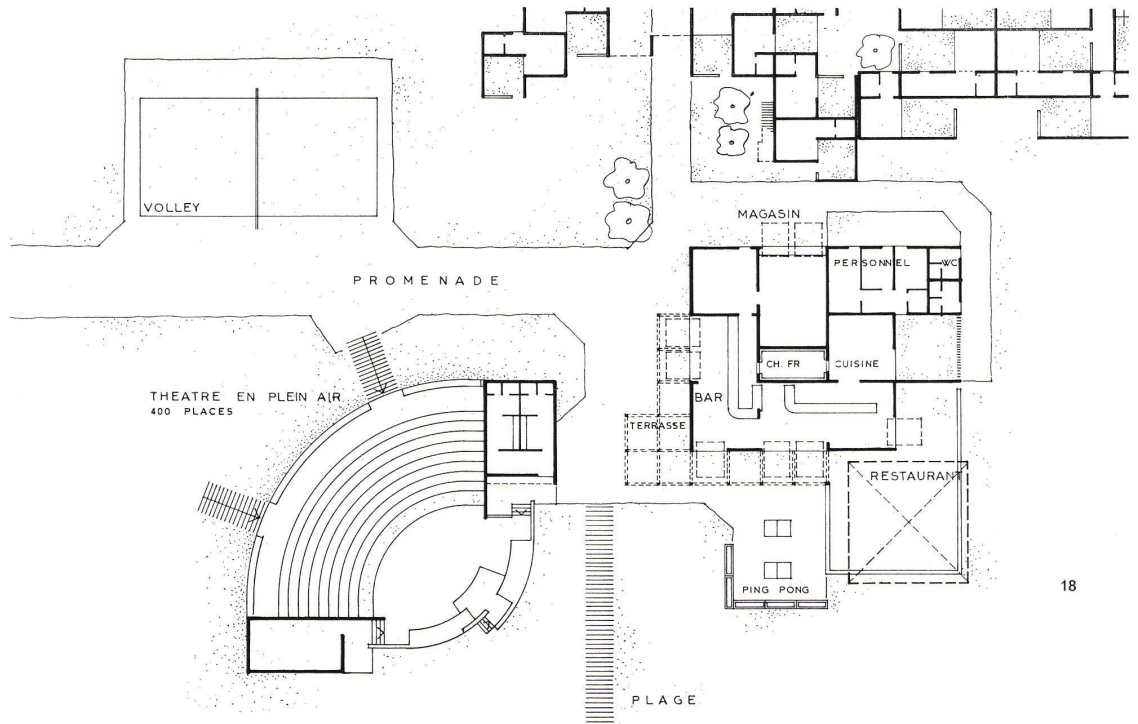 VOLLEY
MAGASIN
PERSONNEL
WC
PROMENADE
CH. FR
CUISINE
THEATRE EN PLEIN AIR
400 PLACES
BAR
TERRASSE
RESTAURANT
PING PONG
18
PLAGE